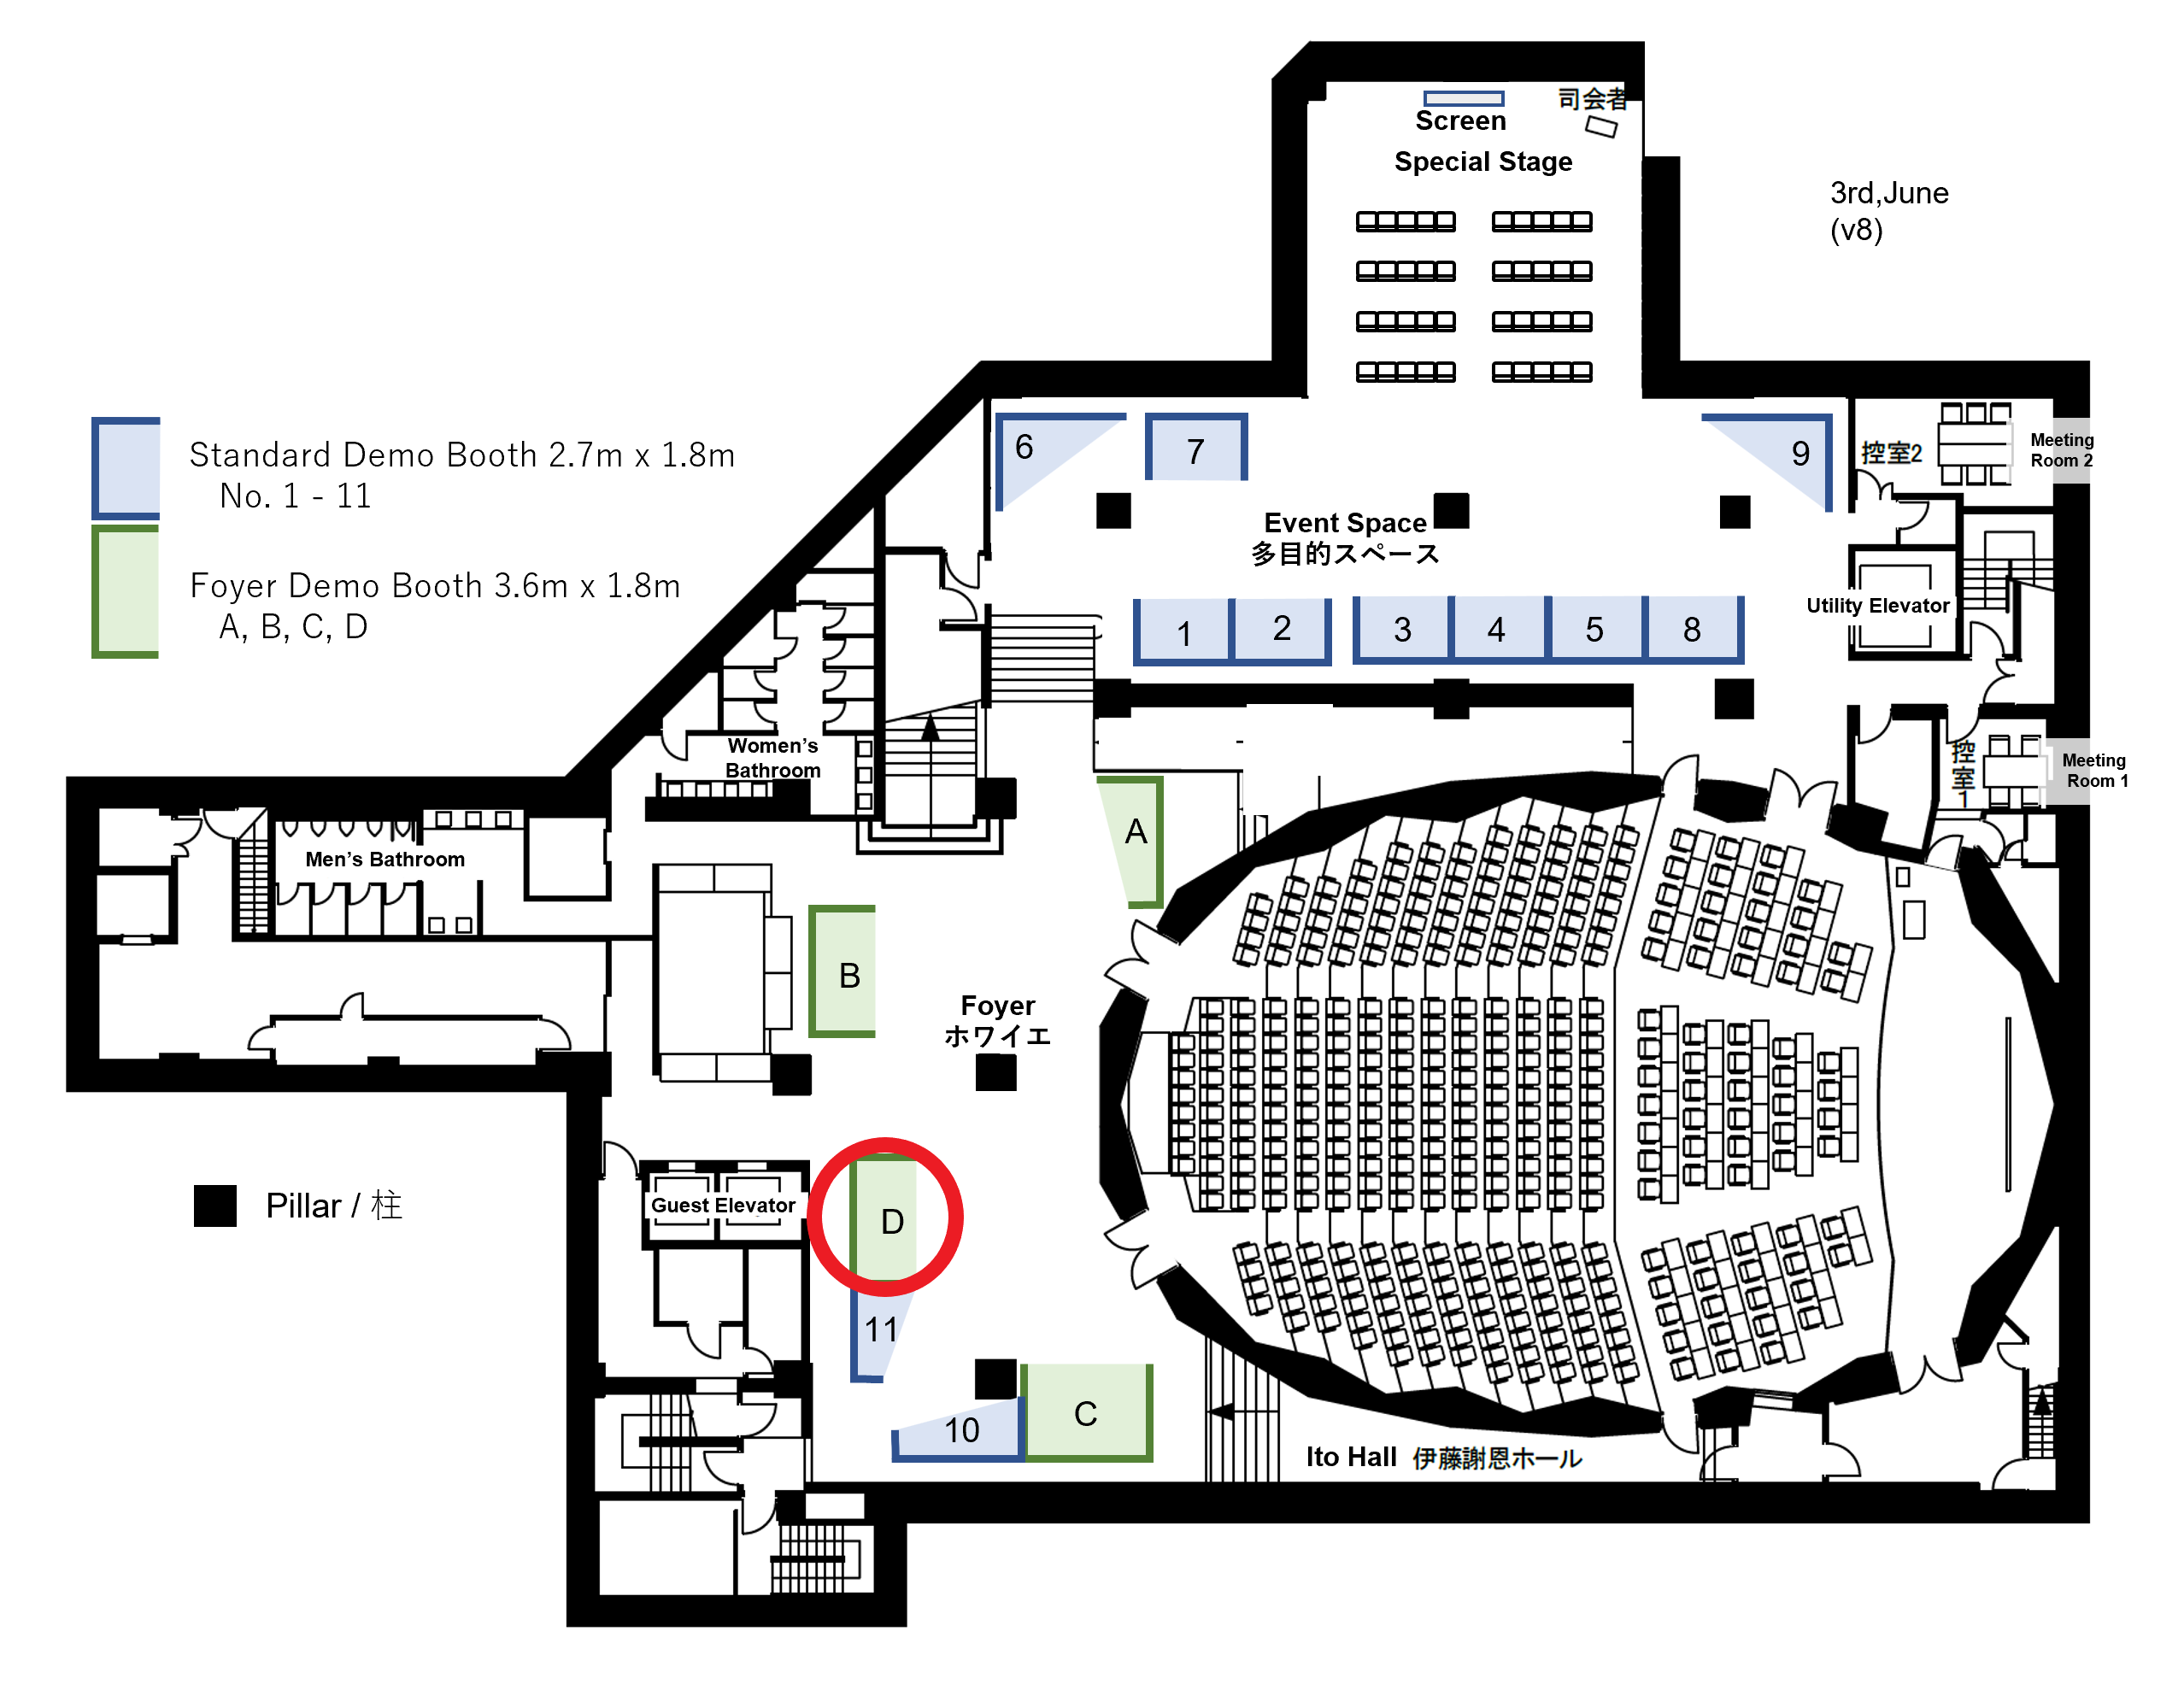 司会者
Screen
Special Stage
3rd,June
(v8)
Standard Demo Booth 2.7m x 1.8m
No. 1 - 11
Foyer Demo Booth 3.6m x 1.8m
A, B, C, D
6
7
9
控室2
Meeting
Room 2
Event Space
多目的スペース
1
2
3
4
5
8
Utility Elevator
Women's
Bathroom
控室1
Meeting
Room 1
Men's Bathroom
A
B
Foyer
ホワイエ
Pillar / 柱
Guest Elevator
D
11
10
C
Ito Hall 伊藤謝恩ホール